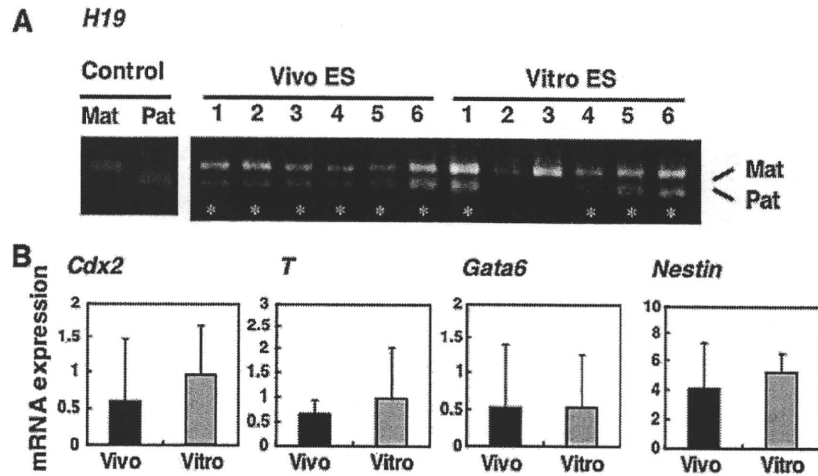 A H19
Control Vivo ES Vitro ES
Mat Pat 1 2 3 4 5 6 1 2 3 4 5 6
Mat
Pat
* * * * * * * * * *
B Cdx2 T Gata6 Nestin
mRNA expression
2 1.5 1 0.5 0
3 2.5 2 1.5 1 0.5 0
2 1.5 1 0.5 0
10 8 6 4 2 0
Vivo Vitro Vivo Vitro Vivo Vitro Vivo Vitro